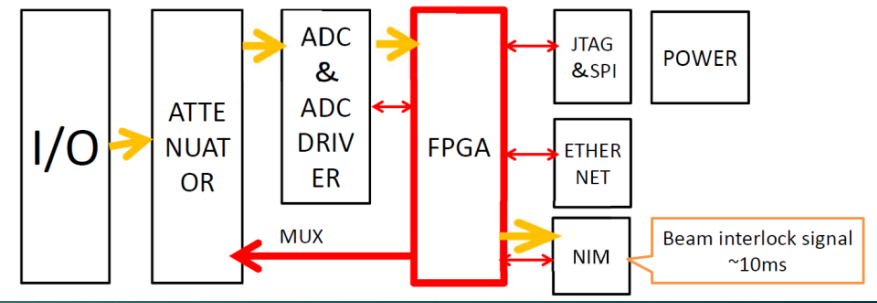 I/O
ATTE
NUAT
OR
ADC
&
ADC
DRIV
ER
MUX
FPGA
JTAG
&SPI
POWER
ETHER
NET
NIM
Beam interlock signal
~10ms